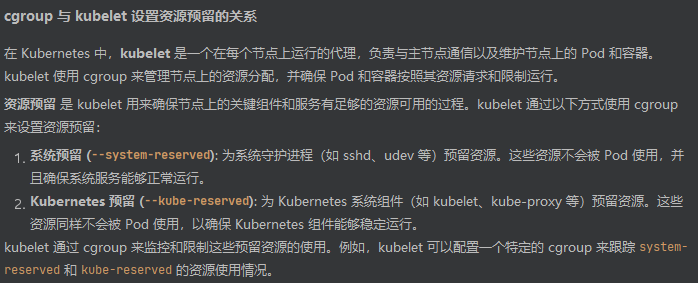 cgroup 与 kubelet 设置资源预留的关系
在 Kubernetes 中，kubelet 是一个在每个节点上运行的代理，负责与主节点通信以及维护节点上的 Pod 和容器。
kubelet 使用 cgroup 来管理节点上的资源分配，并确保 Pod 和容器按照其资源请求和限制运行。
资源预留 是 kubelet 用来确保节点上的关键组件和服务有足够的资源可用的过程。kubelet 通过以下方式使用 cgroup
来设置资源预留：
1. 系统预留 (--system-reserved): 为系统守护进程（如 sshd、udev 等）预留资源。这些资源不会被 Pod 使用，并
且确保系统服务能够正常运行。
2. Kubernetes 预留 (--kube-reserved): 为 Kubernetes 系统组件（如 kubelet、kube-proxy 等）预留资源。这些
资源同样不会被 Pod 使用，以确保 Kubernetes 组件能够稳定运行。
kubelet 通过 cgroup 来监控和限制这些预留资源的使用。例如，kubelet 可以配置一个特定的 cgroup 来跟踪 system-
reserved 和 kube-reserved 的资源使用情况。